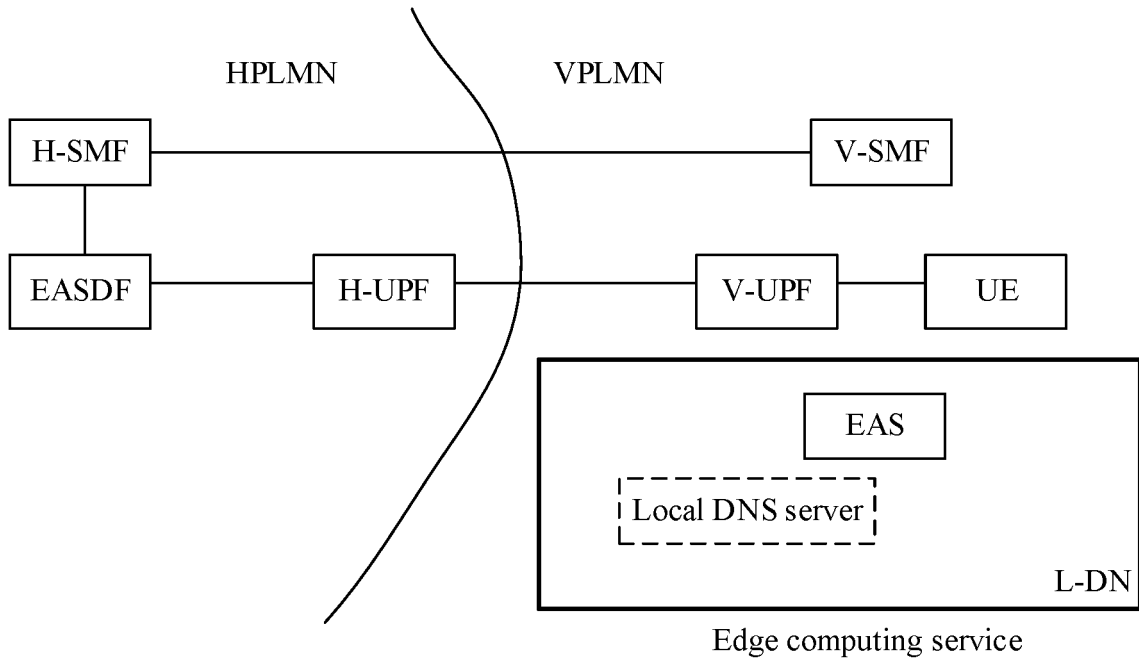 HPLMN
VPLMN
H-SMF
V-SMF
EASDF
H-UPF
V-UPF
UE
EAS
Local DNS server
L-DN
Edge computing service